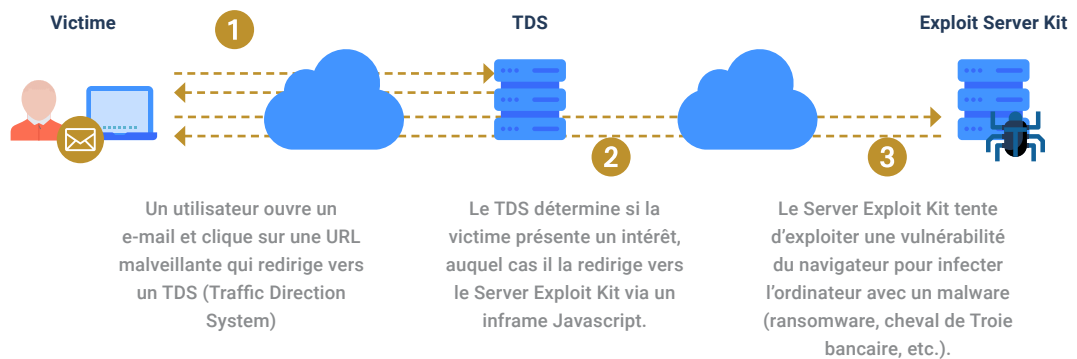 Victime
TDS
Exploit Server Kit
1
2
3
Un utilisateur ouvre un
e-mail et clique sur une URL
malveillante qui redirige vers
un TDS (Traffic Direction
System)
Le TDS détermine si la
victime présente un intérêt,
auquel cas il la redirige vers
le Server Exploit Kit via un
inframe Javascript.
Le Server Exploit Kit tente
d’exploiter une vulnérabilité
du navigateur pour infecter
l’ordinateur avec un malware
(ransomware, cheval de Troie
bancaire, etc.).